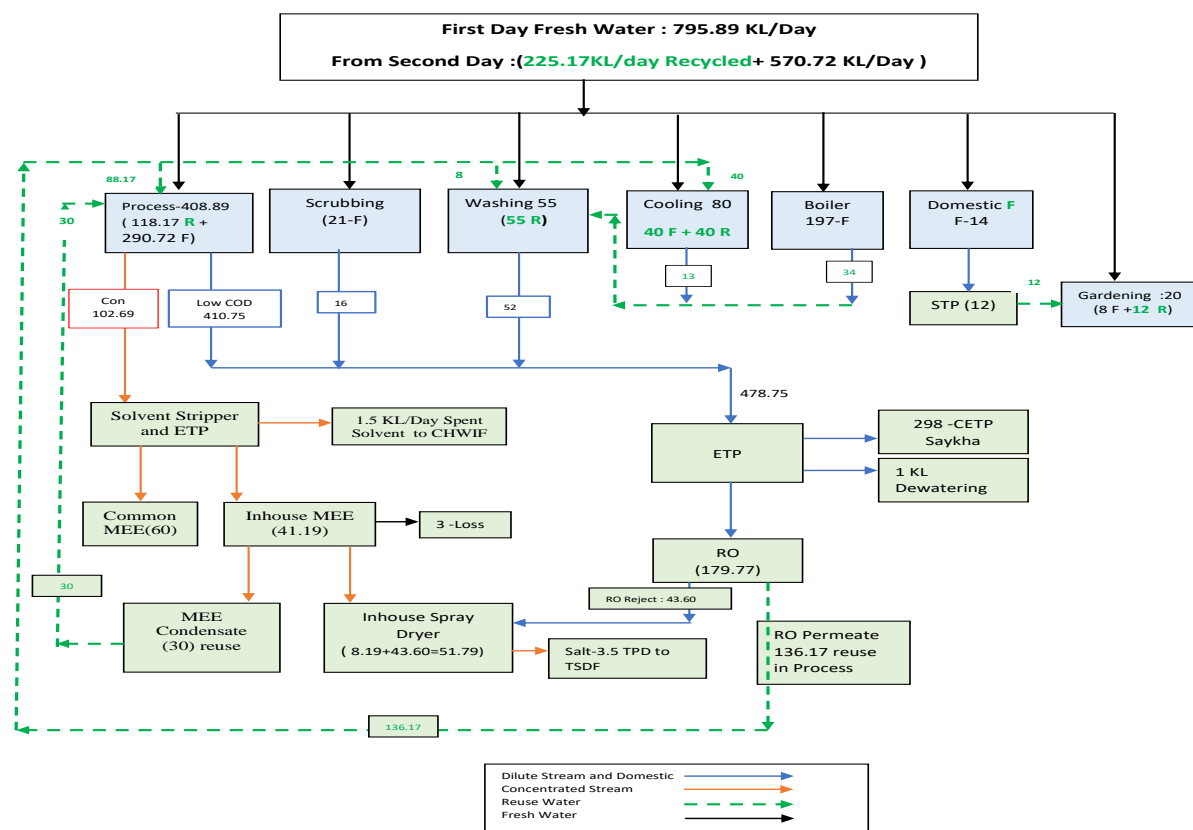 First Day Fresh Water : 795.89 KL/Day
From Second Day :(225.17KL/day Recycled+ 570.72 KL/Day )
88.17
8
40
30
Process-408.89
( 118.17 R +
290.72 F)
Scrubbing
(21-F)
Washing 55
(55 R)
Cooling 80
40 F + 40 R
Boiler
197-F
Domestic F
F-14
Con
102.69
Low COD
410.75
16
52
13
34
STP (12)
12
Gardening :20
(8 F +12 R)
478.75
Solvent Stripper
and ETP
1.5 KL/Day Spent
Solvent to CHWIF
ETP
298 -CETP
Saykha
1 KL
Dewatering
Common
MEE(60)
Inhouse MEE
(41.19)
3 -Loss
RO
(179.77)
30
RO Reject : 43.60
MEE
Condensate
(30) reuse
Inhouse Spray
Dryer
( 8.19+43.60=51.79)
Salt-3.5 TPD to
TSDF
RO Permeate
136.17 reuse
in Process
136.17
Dilute Stream and Domestic
Concentrated Stream
Reuse Water
Fresh Water